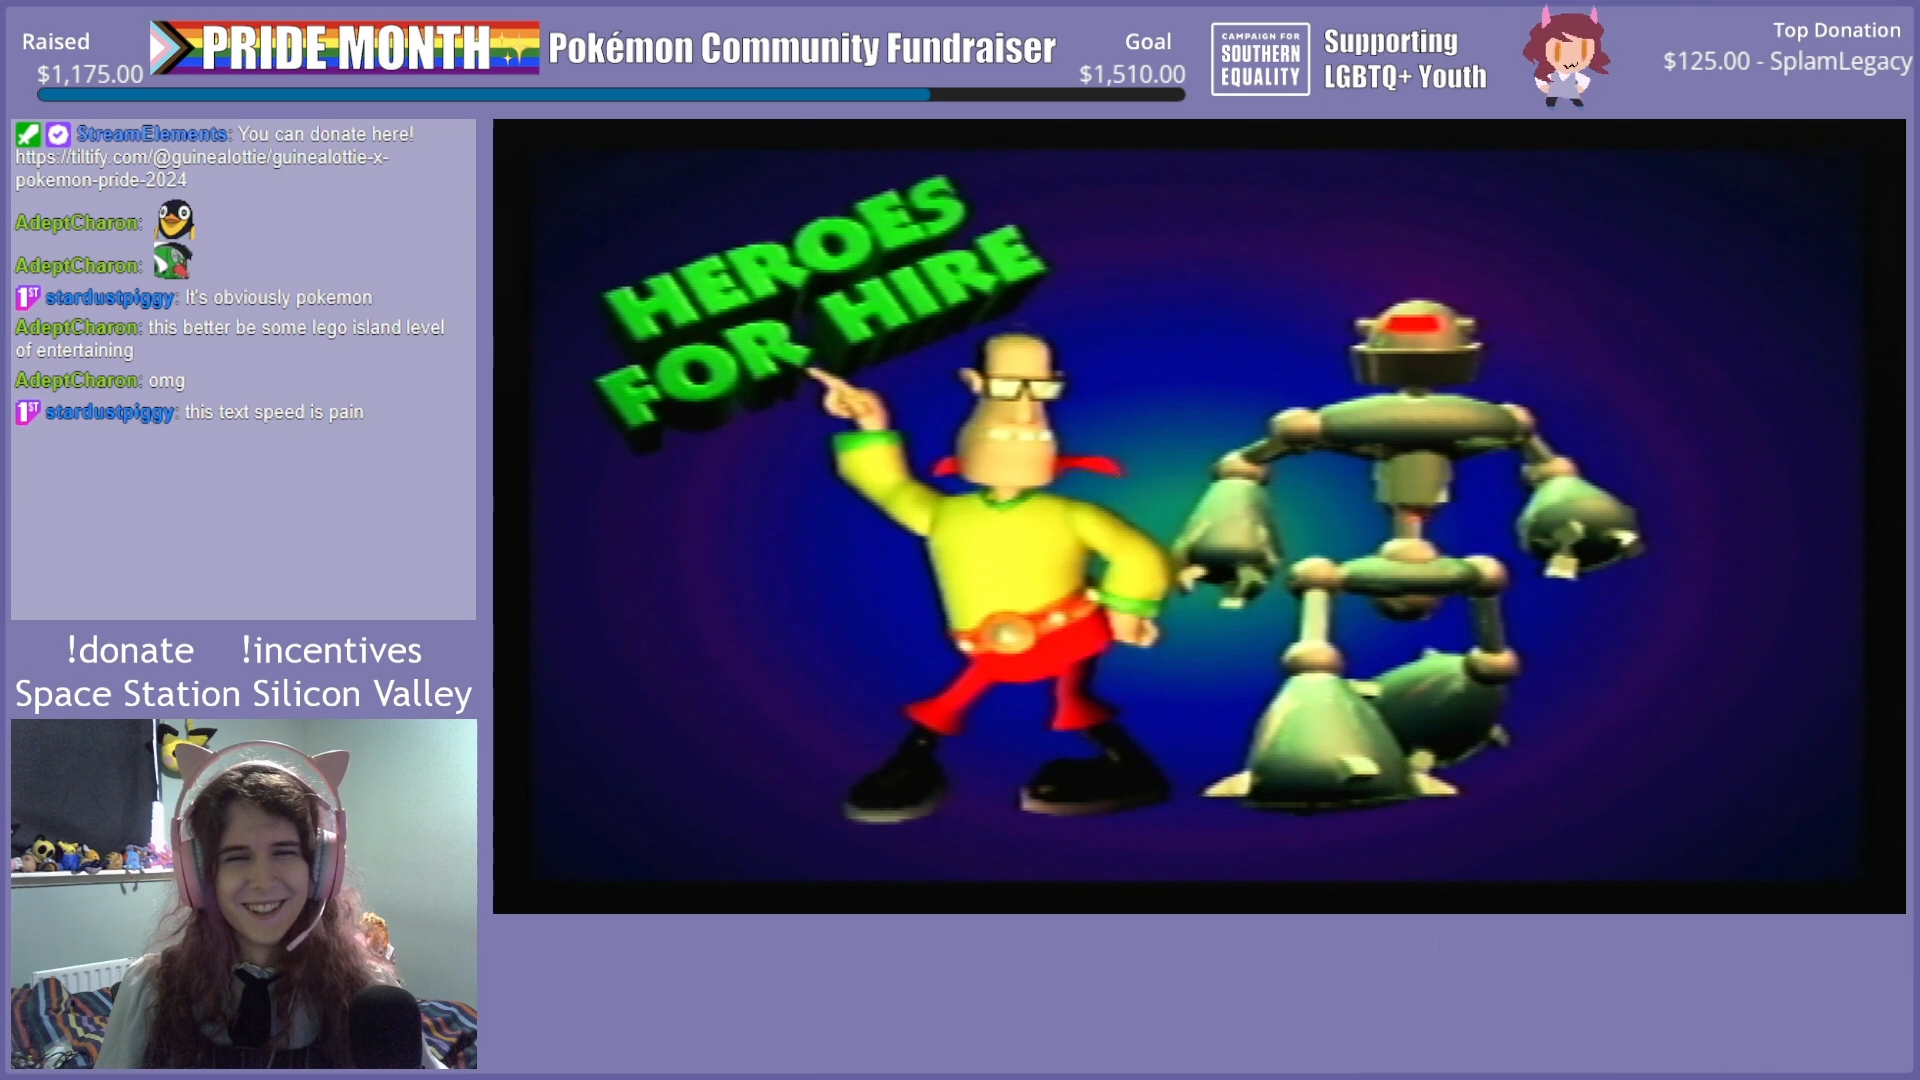 Raised
$1,175.00
PRIDE MONTH
Pokémon Community Fundraiser
Goal
$1,510.00
CAMPAIGN FOR
SOUTHERN
EQUALITY
Supporting
LGBTQ+ Youth
Top Donation
$125.00 - SplamLegacy
StreamElements: You can donate here!
https://tiltify.com/@guinealottie/guinealottie-x-
pokemon-pride-2024
AdeptCharon:
AdeptCharon:
1ST stardustpiggy: It's obviously pokemon
AdeptCharon: this better be some lego island level
of entertaining
AdeptCharon: omg
1ST stardustpiggy: this text speed is pain
HEROES
FOR HIRE
!donate !incentives
Space Station Silicon Valley